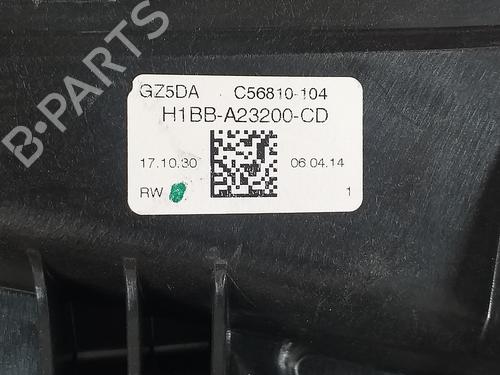 B-PARTS
GZ5DA C56810-104
H1BB-A23200-CD
17.10.30 06.04.14
RW 1